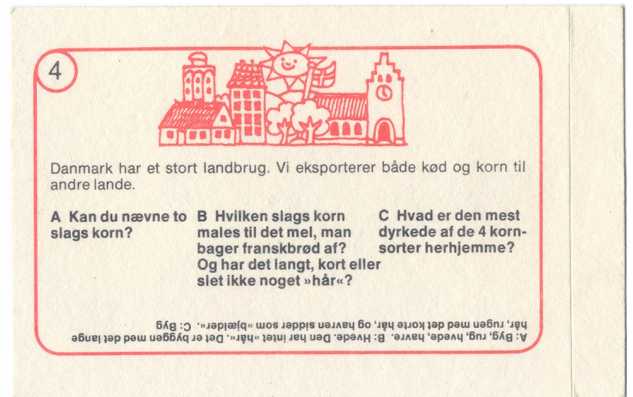 4
Danmark har et stort landbrug. Vi eksporterer både kød og korn til
andre lande.
A Kan du nævne to
slags korn?
B Hvilken slags korn
males til det mel, man
bager franskbrød af?
Og har det langt, kort eller
slet ikke noget »hår«?
C Hvad er den mest
dyrkede af de 4 korn-
sorter herhjemme?
A: Byg, rug, hvede, havre. B: Hvede. Den har intet »hår«. Det er byggen med det lange
hår, rugen med det korte hår, og havren sidder som »bjælder«. C: Byg